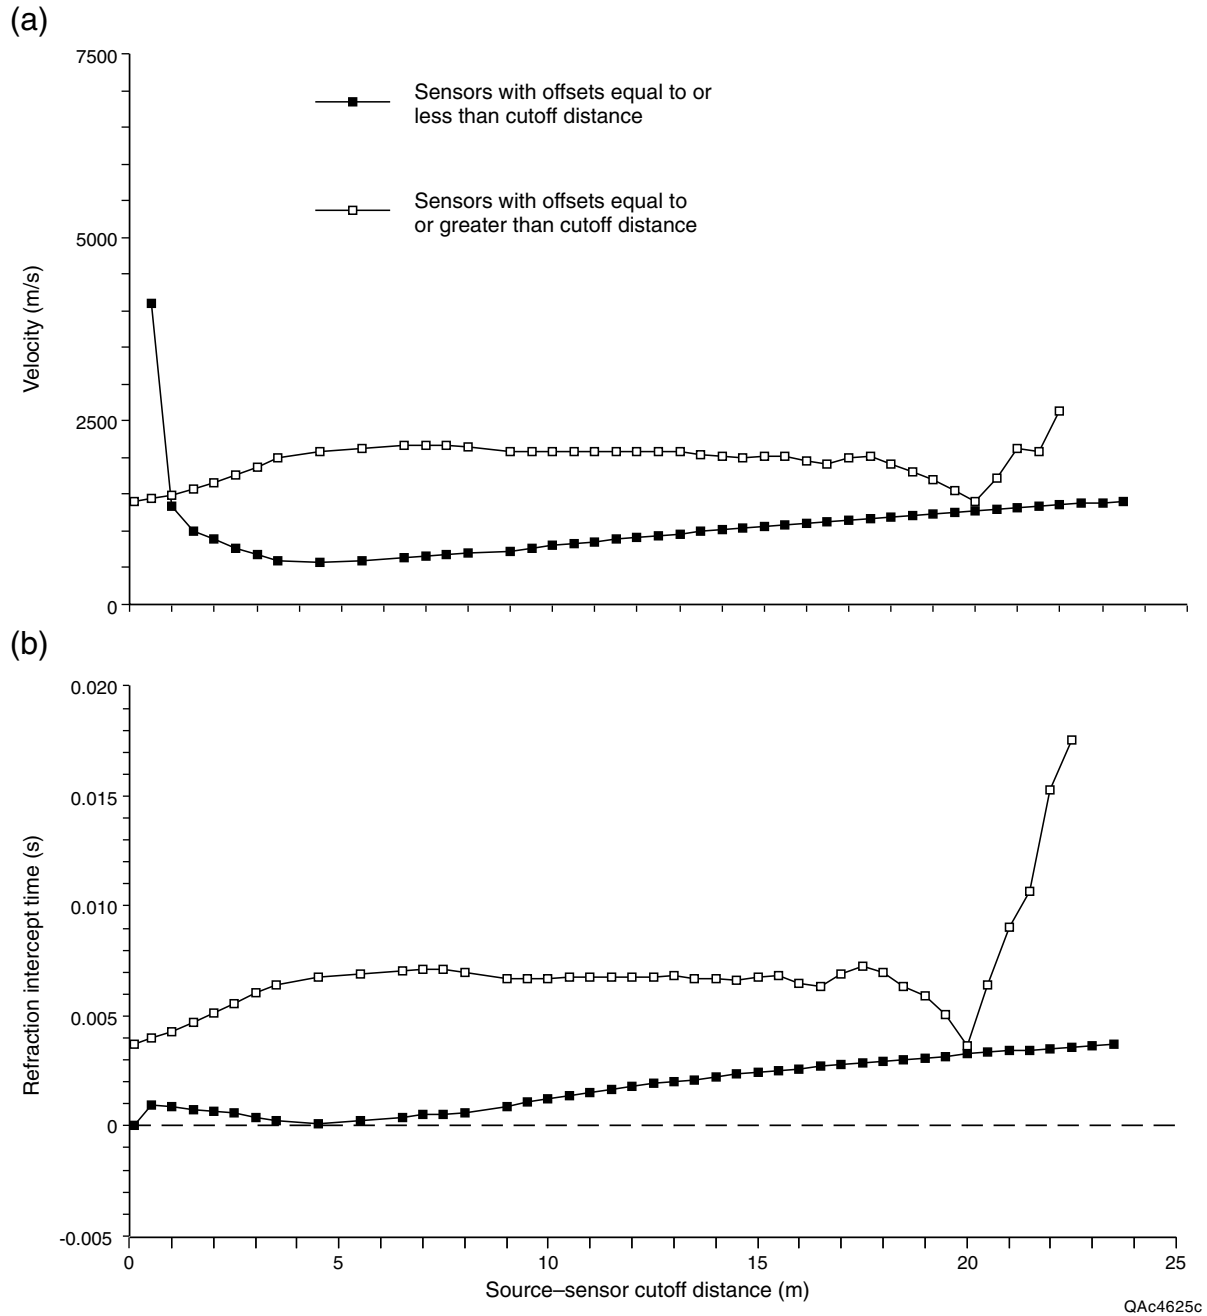 (a)
7500
5000
2500
0
Velocity (m/s)
Sensors with offsets equal to or
less than cutoff distance
Sensors with offsets equal to
or greater than cutoff distance
(b)
0.020
0.015
0.010
0.005
0
-0.005
Refraction intercept time (s)
0 5 10 15 20 25
Source–sensor cutoff distance (m)
QAc4625c